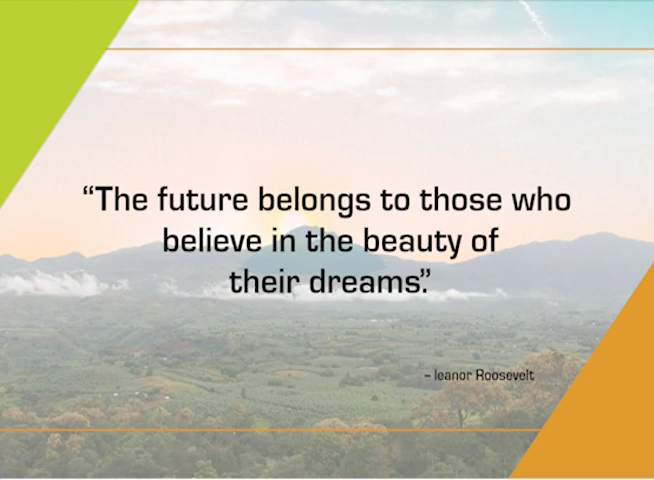 “The future belongs to those who
believe in the beauty of
their dreams.”
– leanor Roosevelt